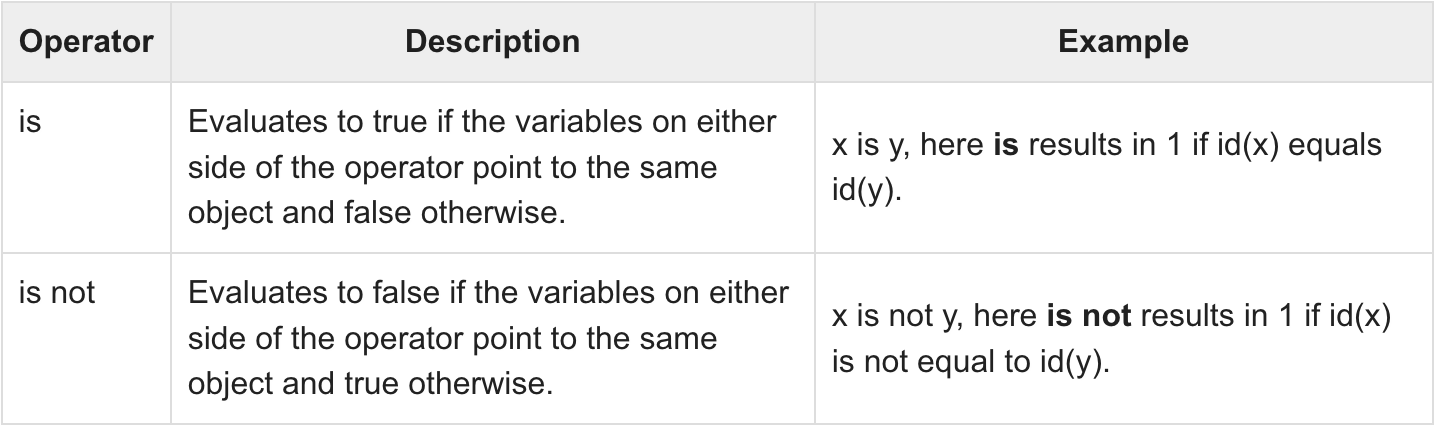 Operator Description Example
is
Evaluates to true if the variables on either
side of the operator point to the same
object and false otherwise.
x is y, here is results in 1 if id(x) equals
id(y).
is not
Evaluates to false if the variables on either
side of the operator point to the same
object and true otherwise.
x is not y, here is not results in 1 if id(x)
is not equal to id(y).